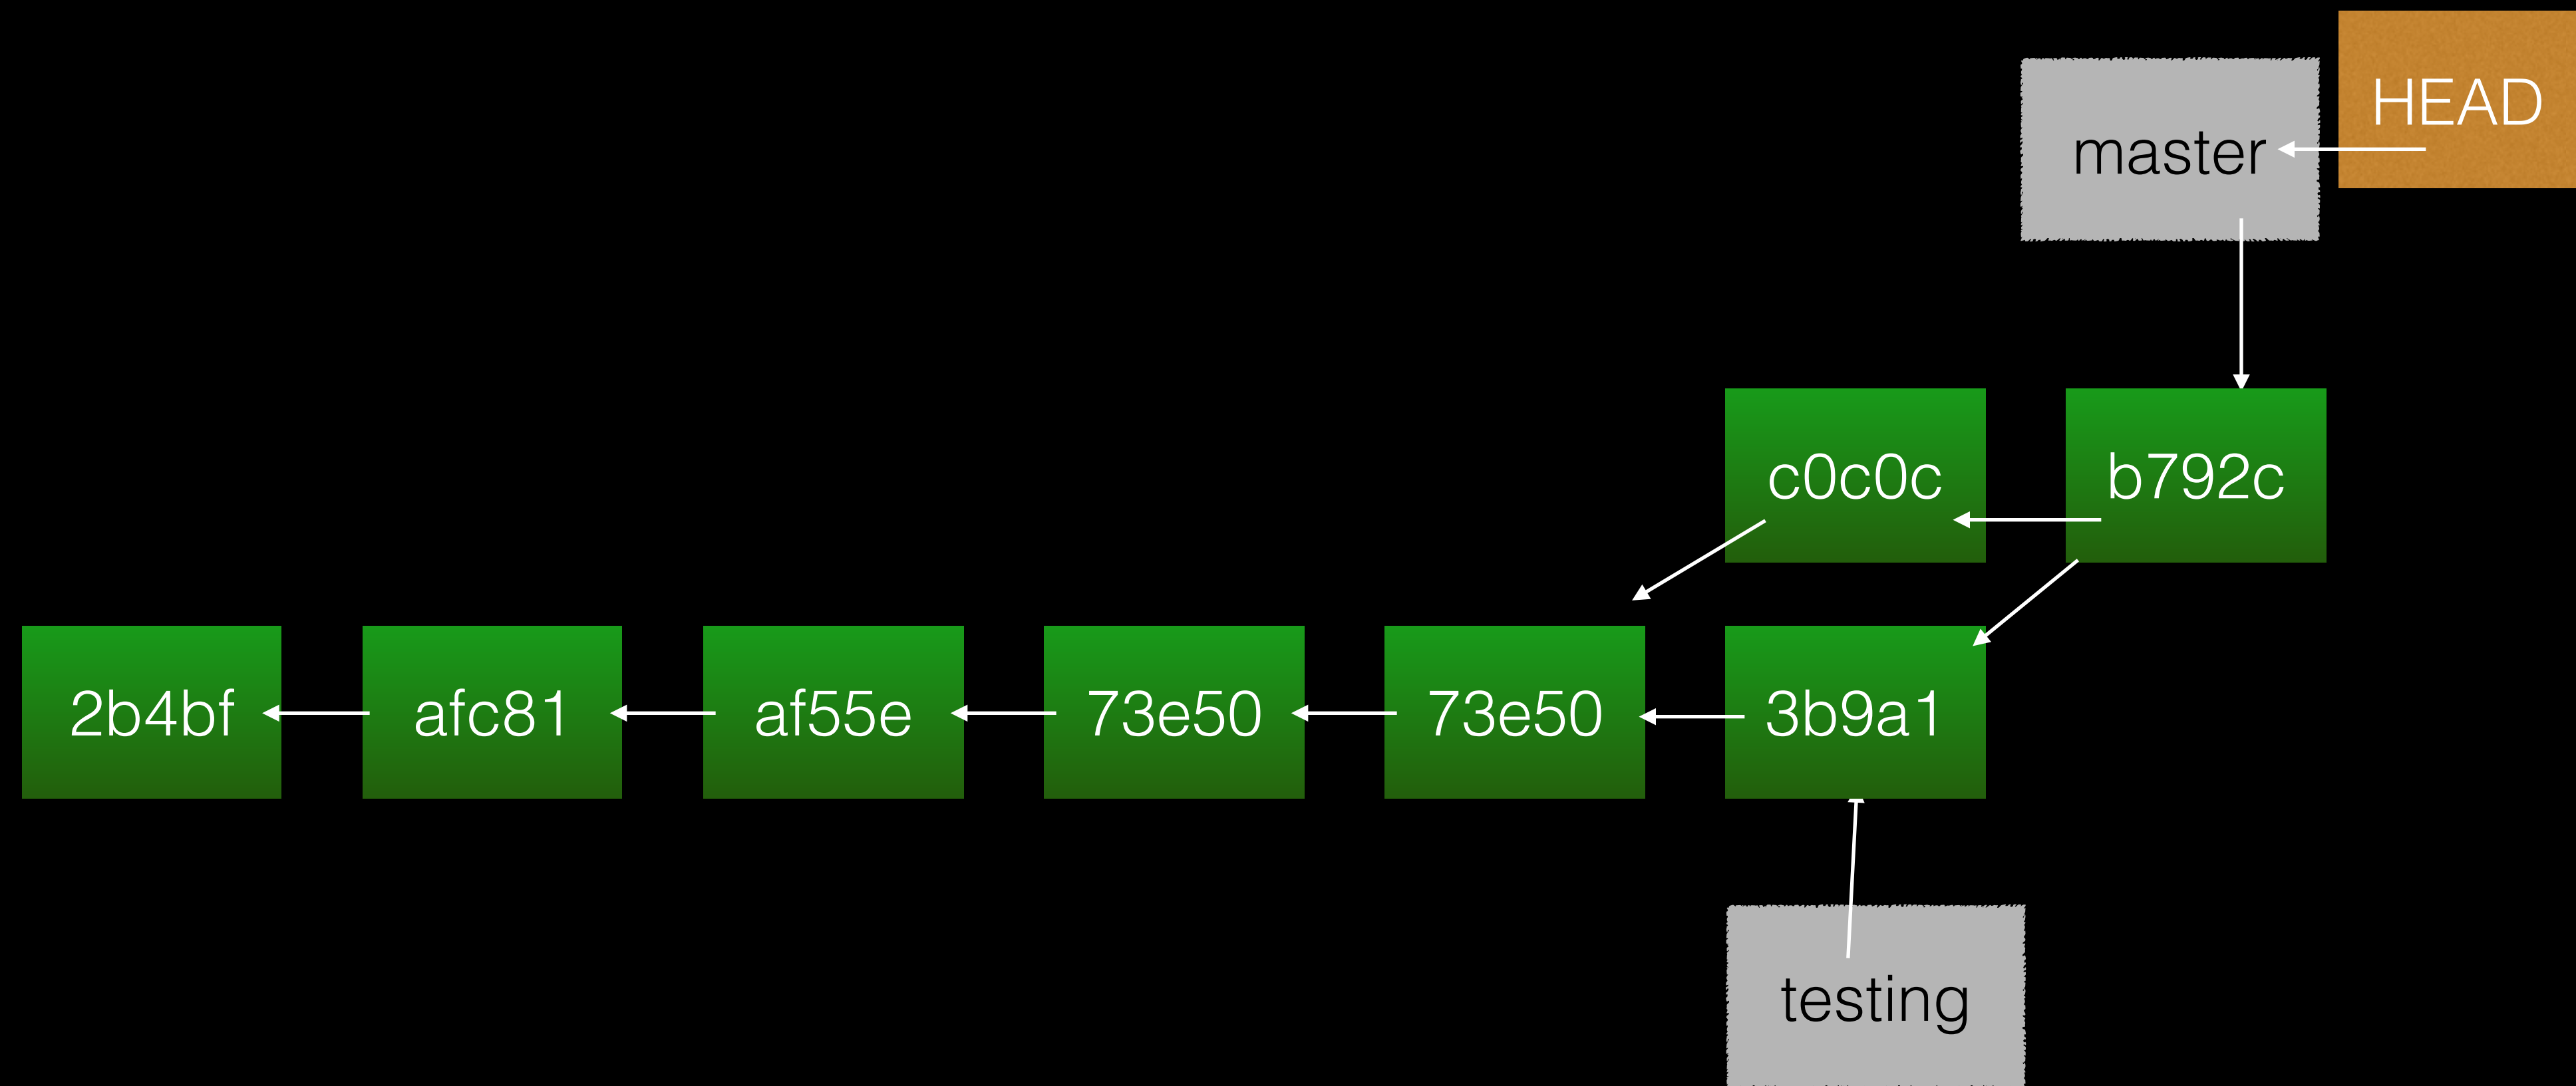 HEAD
master
c0c0c
b792c
2b4bf
afc81
af55e
73e50
73e50
3b9a1
testing